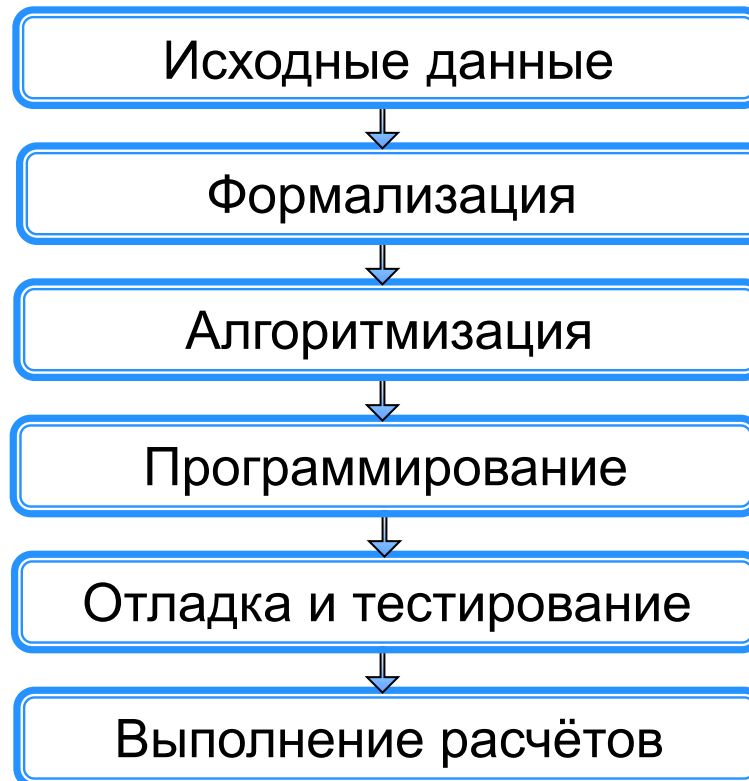 Исходные данные
Формализация
Алгоритмизация
Программирование
Отладка и тестирование
Выполнение расчётов